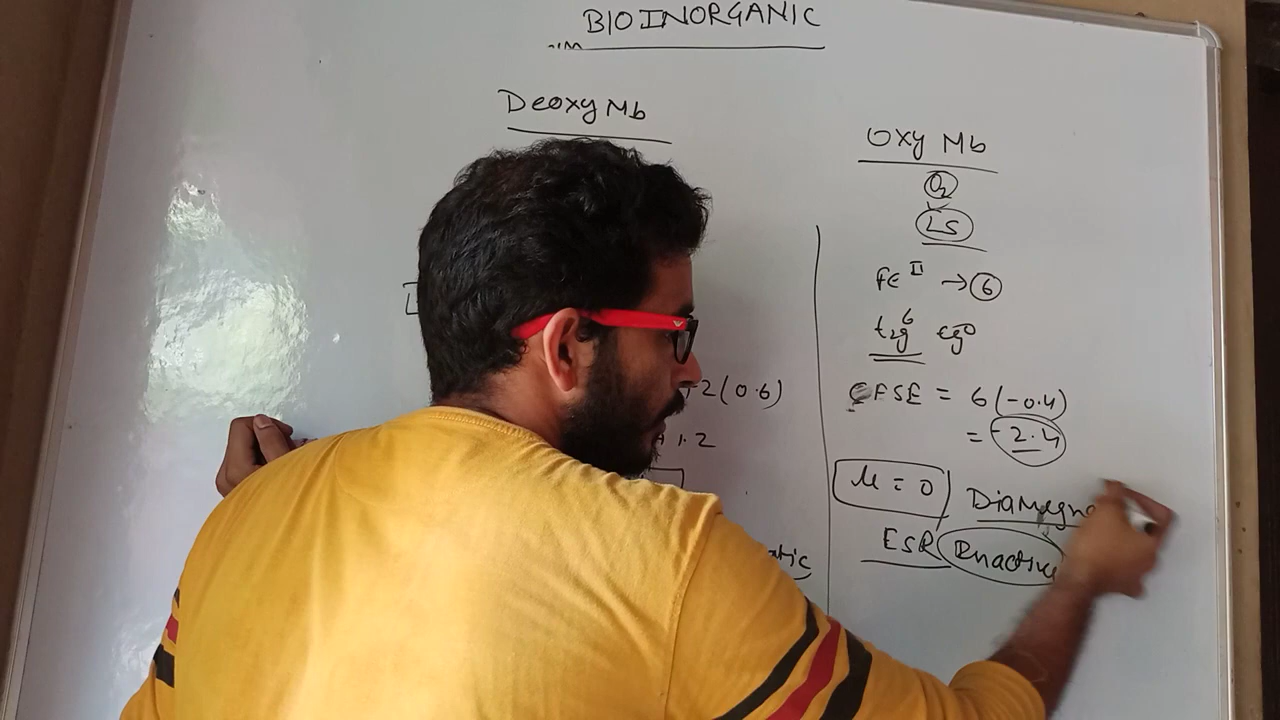 BIOINORGANIC
Deoxy Mb
+2(0.6)
1.2
Oxy Mb
O2
LS
Fe II → 6
t2g6 eg0
CFSE = 6(-0.4)
= -2.4
μ = 0
Diamagne
ESR Inactive